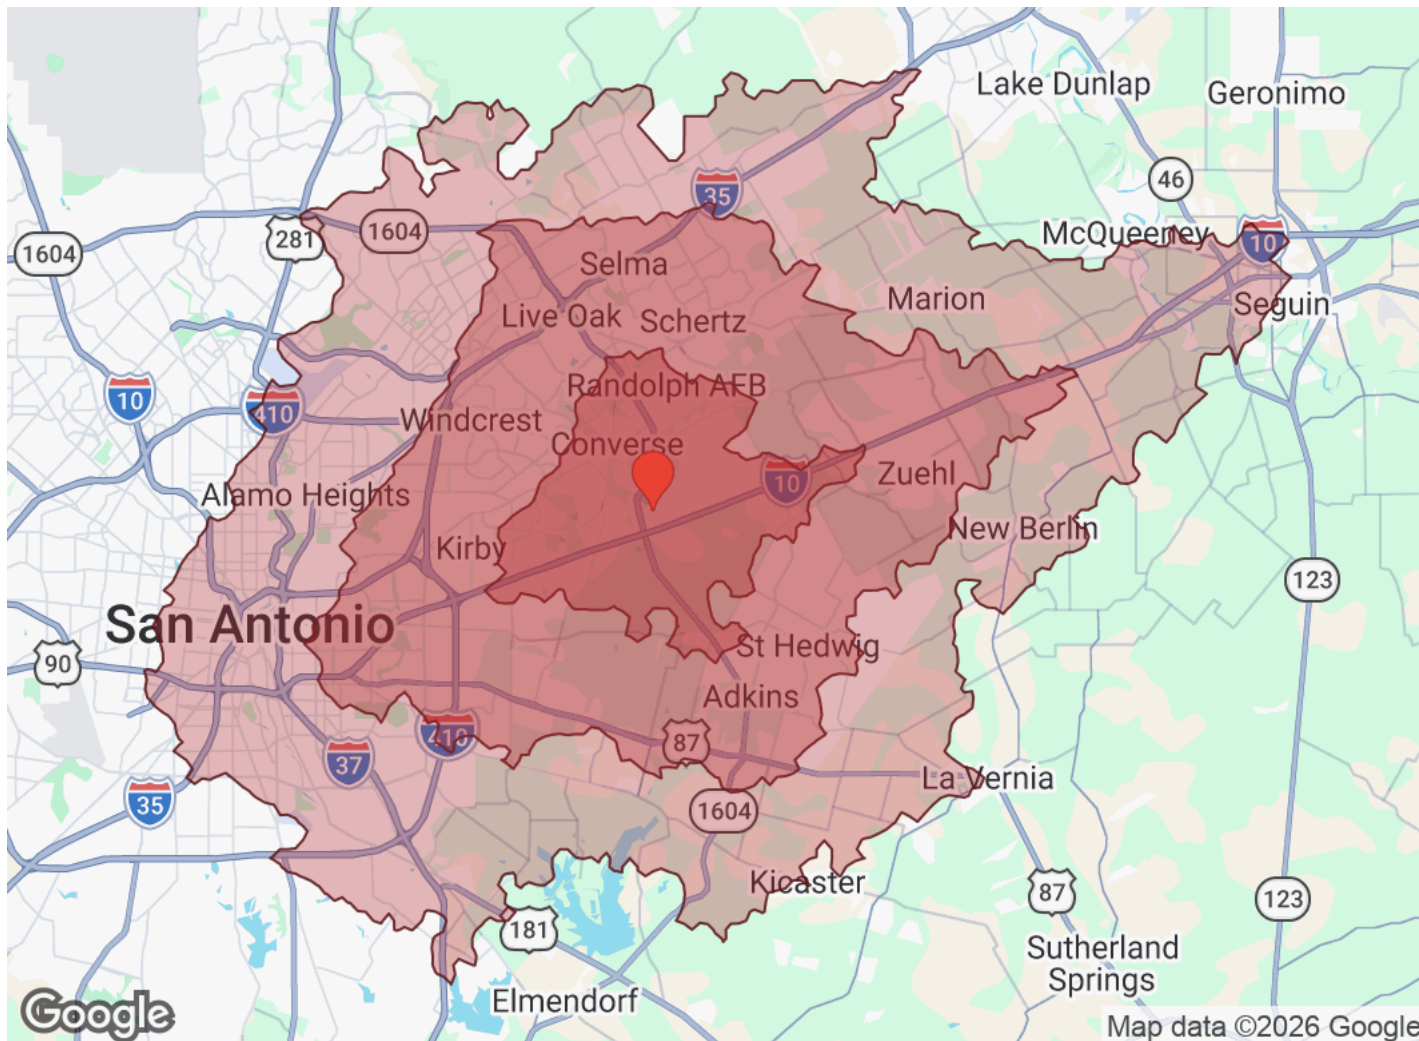 Lake Dunlap
Geronimo
46
35
281
1604
1604
McQueeney
10
Selma
Marion
Seguin
Live Oak
Schertz
Randolph AFB
10
410
Windcrest
Converse
Zuehl
10
Alamo Heights
New Berlin
Kirby
123
San Antonio
St Hedwig
90
Adkins
410
87
37
La Vernia
35
1604
Kicaster
87
123
181
Sutherland
Springs
Elmendorf
Google
Map data ©2026 Google